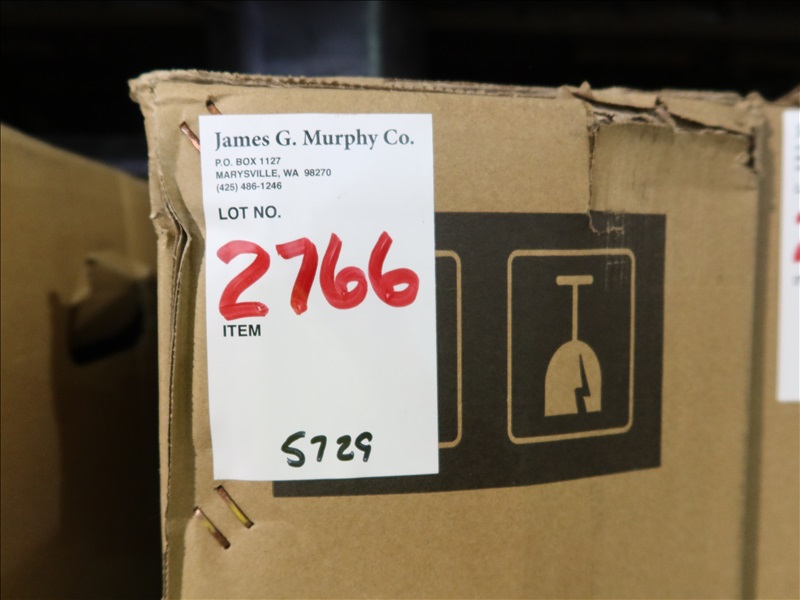 James G. Murphy Co.
P.O. BOX 1127
MARYSVILLE, WA 98270
(425) 486-1246
LOT NO.
2766
ITEM
5729